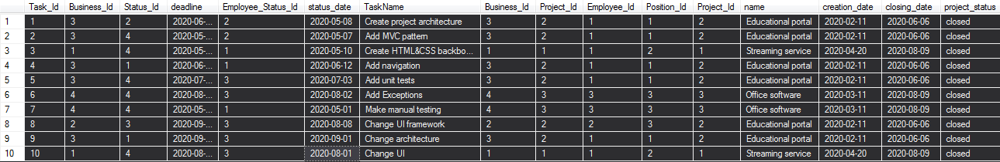 Task_Id Business_Id Status_Id deadline Employee_Status_Id status_date TaskName Business_Id Project_Id Employee_Id Position_Id Project_Id name creation_date closing_date project_status
1 1 3 2 2020-06-... 2 2020-05-08 Create project architecture 3 2 1 1 2 Educational portal 2020-02-11 2020-06-06 closed
2 2 3 4 2020-05-... 2 2020-05-07 Add MVC pattern 3 2 1 1 2 Educational portal 2020-02-11 2020-06-06 closed
3 3 1 4 2020-05-... 1 2020-05-10 Create HTML&CSS backbo... 1 1 1 2 1 Streaming service 2020-04-20 2020-08-09 closed
4 4 3 1 2020-06-... 1 2020-06-12 Add navigation 3 2 1 1 2 Educational portal 2020-02-11 2020-06-06 closed
5 5 3 4 2020-07-... 3 2020-07-03 Add unit tests 3 2 1 1 2 Educational portal 2020-02-11 2020-06-06 closed
6 6 4 4 2020-08-... 3 2020-08-02 Add Exceptions 4 3 3 3 3 Office software 2020-03-11 2020-08-09 closed
7 7 4 4 2020-05-... 1 2020-05-01 Make manual testing 4 3 3 3 3 Office software 2020-03-11 2020-08-09 closed
8 8 2 3 2020-09-... 3 2020-08-08 Change UI framework 2 2 2 3 2 Educational portal 2020-02-11 2020-06-06 closed
9 9 3 1 2020-09-... 3 2020-09-01 Change architecture 3 2 1 1 2 Educational portal 2020-02-11 2020-06-06 closed
10 10 1 4 2020-08-... 3 2020-08-01 Change UI 1 1 1 2 1 Streaming service 2020-04-20 2020-08-09 closed